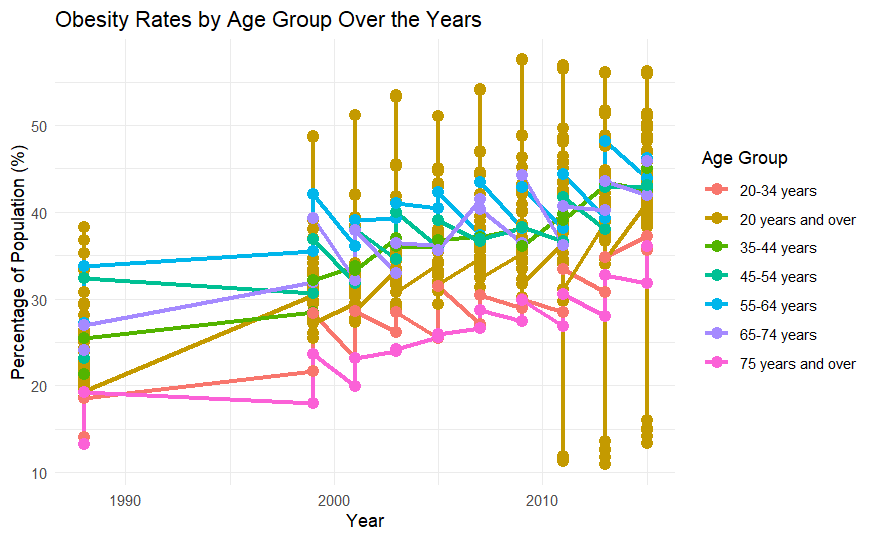 Obesity Rates by Age Group Over the Years
Percentage of Population (%)
50
40
30
20
10
1990
2000
2010
Year
Age Group
20-34 years
20 years and over
35-44 years
45-54 years
55-64 years
65-74 years
75 years and over